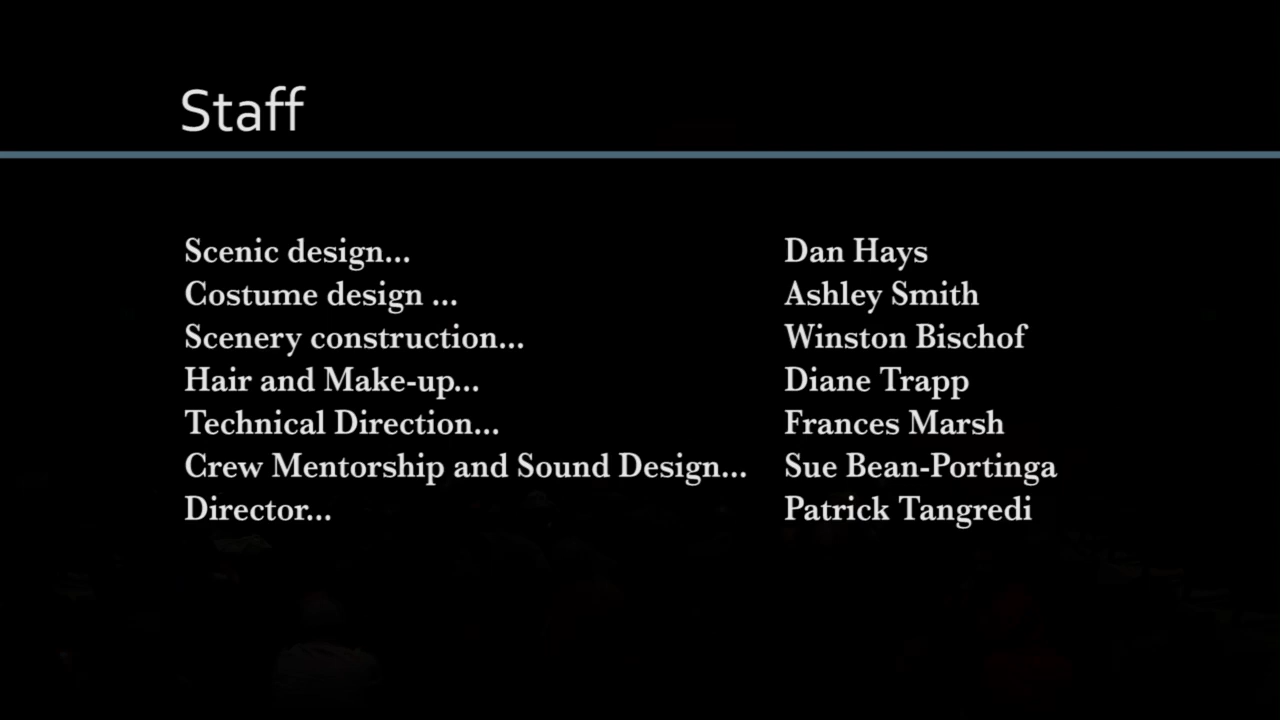 Staff
Scenic design... Dan Hays
Costume design ... Ashley Smith
Scenery construction... Winston Bischof
Hair and Make-up... Diane Trapp
Technical Direction... Frances Marsh
Crew Mentorship and Sound Design... Sue Bean-Portinga
Director... Patrick Tangredi